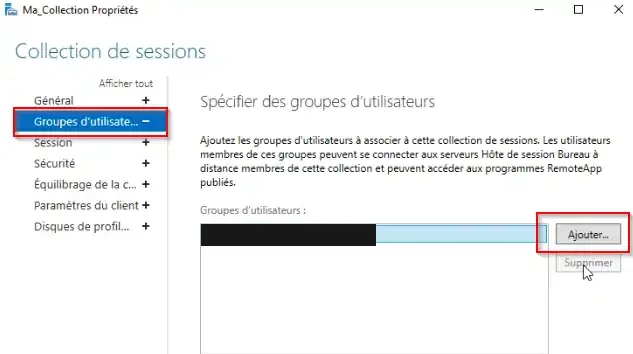 Ma_Collection Propriétés
Collection de sessions
Afficher tout
Général +
Groupes d'utilisate... –
Session +
Sécurité +
Équilibrage de la c... +
Paramètres du client +
Disques de profil... +
Spécifier des groupes d'utilisateurs
Ajoutez les groupes d'utilisateurs à associer à cette collection de sessions. Les utilisateurs
membres de ces groupes peuvent se connecter aux serveurs Hôte de session Bureau à
distance membres de cette collection et peuvent accéder aux programmes RemoteApp
publiés.
Groupes d'utilisateurs :
Ajouter...
Supprimer